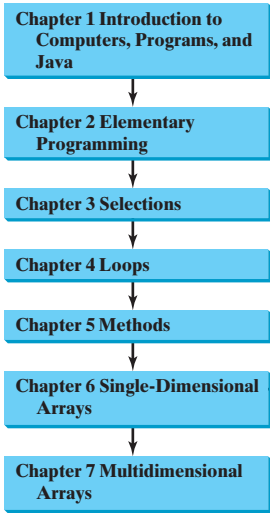 Chapter 1 Introduction to
Computers, Programs, and
Java
Chapter 2 Elementary
Programming
Chapter 3 Selections
Chapter 4 Loops
Chapter 5 Methods
Chapter 6 Single-Dimensional
Arrays
Chapter 7 Multidimensional
Arrays